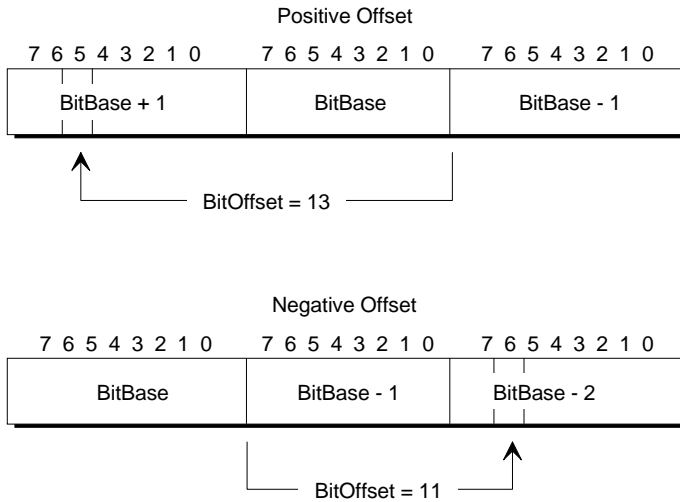 Positive Offset
7 6 5 4 3 2 1 0 7 6 5 4 3 2 1 0 7 6 5 4 3 2 1 0
BitBase + 1 BitBase BitBase - 1
BitOffset = 13
Negative Offset
7 6 5 4 3 2 1 0 7 6 5 4 3 2 1 0 7 6 5 4 3 2 1 0
BitBase BitBase - 1 BitBase - 2
BitOffset = 11